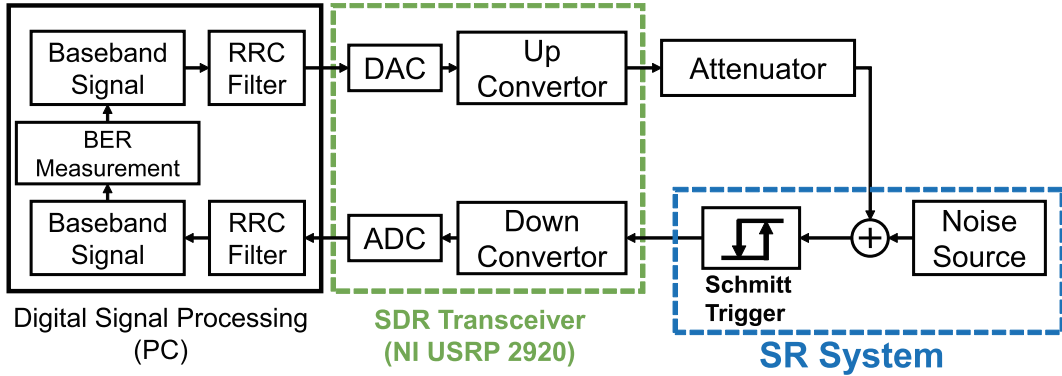 Baseband
Signal
RRC
Filter
DAC
Up
Convertor
Attenuator
BER
Measurement
Baseband
Signal
RRC
Filter
ADC
Down
Convertor
Schmitt
Trigger
Noise
Source
Digital Signal Processing
(PC)
SDR Transceiver
(NI USRP 2920)
SR System